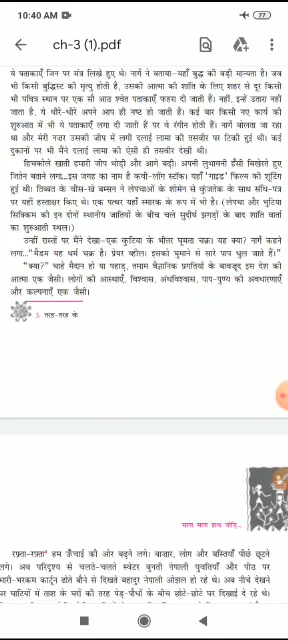 10:40 AM
77
ch-3 (1).pdf
ये पताकाएँ जिन पर मंत्र लिखे हुए थे। नार्गे ने बताया–यहाँ बुद्ध की बड़ी मान्यता है। जब
भी किसी बुद्धिस्ट की मृत्यु होती है, उसकी आत्मा की शांति के लिए शहर से दूर किसी
भी पवित्र स्थान पर एक सौ आठ श्वेत पताकाएँ फहरा दी जाती हैं। नहीं, इन्हें उतारा नहीं
जाता है, ये धीरे-धीरे अपने आप ही नष्ट हो जाती हैं। कई बार किसी नए कार्य की
शुरुआत में भी ये पताकाएँ लगा दी जाती हैं पर वे रंगीन होती हैं। नार्गे बोलता जा रहा
था और मेरी नज़र उसकी जीप में लगी दलाई लामा की तसवीर पर टिकी हुई थी। कई
दुकानों पर भी मैंने दलाई लामा की ऐसी ही तसवीर देखी थी।
हिचकोले खाती हमारी जीप थोड़ी और आगे बढ़ी। अपनी लुभावनी हँसी बिखेरते हुए
जितेन बताने लगा...इस जगह का नाम है कवी-लोंग स्टॉक। यहाँ 'गाइड' फ़िल्म की शूटिंग
हुई थी। तिब्बत के चीस-खे बम्सन ने लेपचाओं के शोमेन से कुंजतेक के साथ संधि-पत्र
पर यहीं हस्ताक्षर किए थे। एक पत्थर यहाँ स्मारक के रूप में भी है। (लेपचा और भुटिया
सिक्किम की इन दोनों स्थानीय जातियों के बीच चले सुदीर्घ झगड़ों के बाद शांति वार्ता
का शुरुआती स्थल।)
उन्हीं रास्तों पर मैंने देखा–एक कुटिया के भीतर घूमता चक्र। यह क्या? नार्गे कहने
लगा..."मैडम यह धर्म चक्र है। प्रेयर व्हील। इसको घुमाने से सारे पाप धुल जाते हैं।"
"क्या?" चाहे मैदान हो या पहाड़, तमाम वैज्ञानिक प्रगतियों के बावजूद इस देश की
आत्मा एक जैसी। लोगों की आस्थाएँ, विश्वास, अंधविश्वास, पाप-पुण्य की अवधारणाएँ
और कल्पनाएँ एक जैसी।
3. तरह-तरह के
साना साना हाथ जोड़ि...
रफ़्ता-रफ़्ता⁴ हम ऊँचाई की ओर बढ़ने लगे। बाज़ार, लोग और बस्तियाँ पीछे छूटने
लगे। अब परिदृश्य से चलते-चलते स्वेटर बुनती नेपाली युवतियाँ और पीठ पर
भारी-भरकम कार्टून ढोते बौने से दिखते बहादुर नेपाली ओझल हो रहे थे। अब नीचे देखने
पर घाटियों में ताश के घरों की तरह पेड़-पौधों के बीच छोटे-छोटे घर दिखाई दे रहे थे।